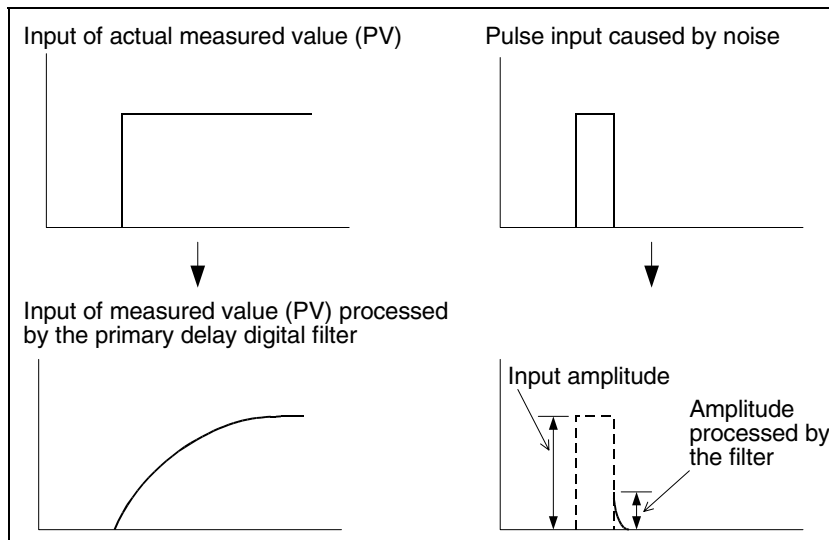 Input of actual measured value (PV)
Pulse input caused by noise
Input of measured value (PV) processed
by the primary delay digital filter
Input amplitude
Amplitude
processed by
the filter